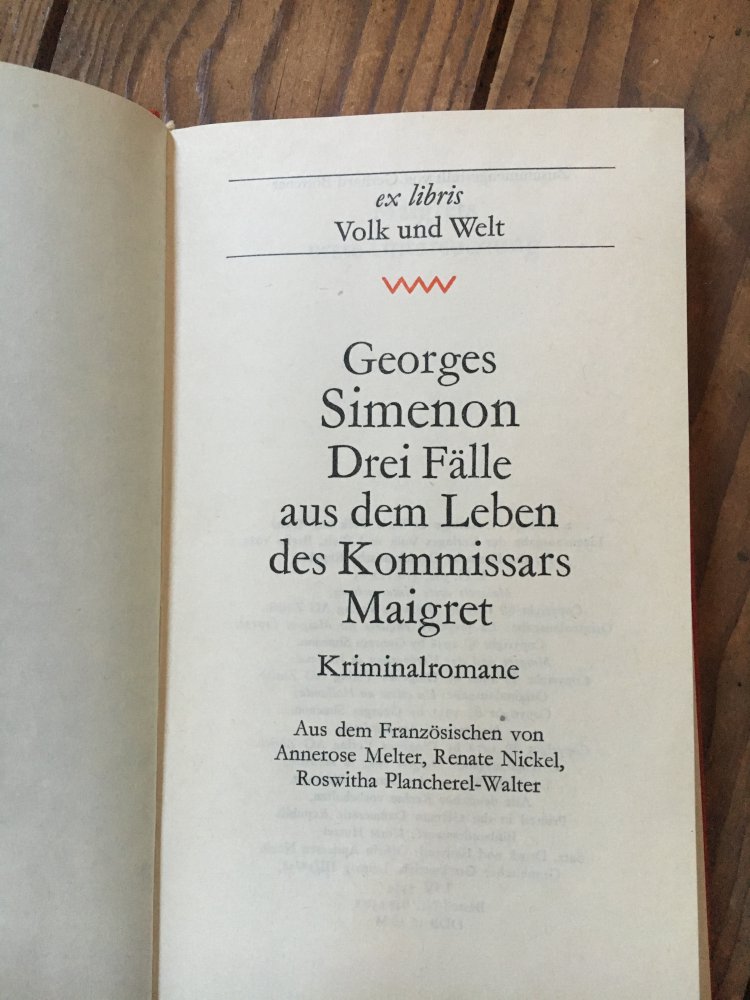 ex libris
Volk und Welt
Georges
Simenon
Drei Fälle
aus dem Leben
des Kommissars
Maigret
Kriminalromane
Aus dem Französischen von
Annerose Melter, Renate Nickel,
Roswitha Plancherel-Walter